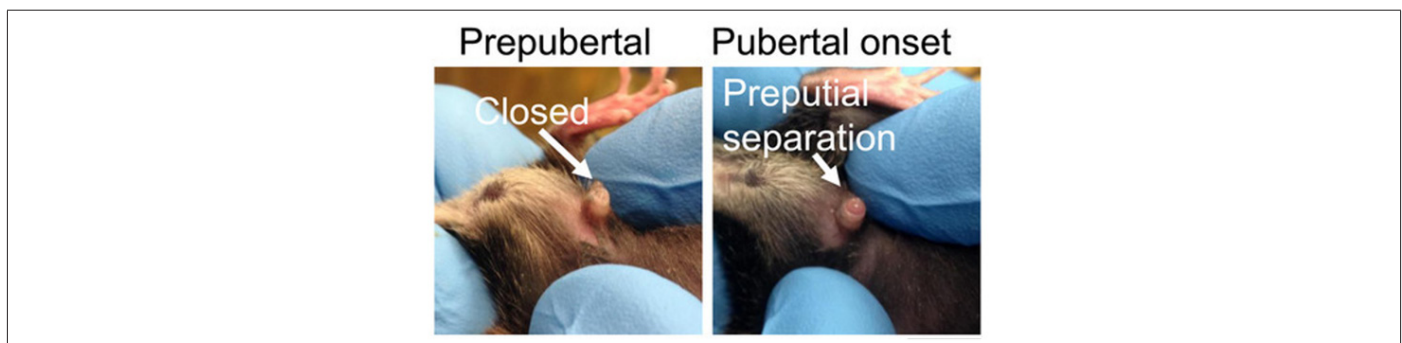 Prepubertal
Pubertal onset
Closed
Preputial
separation